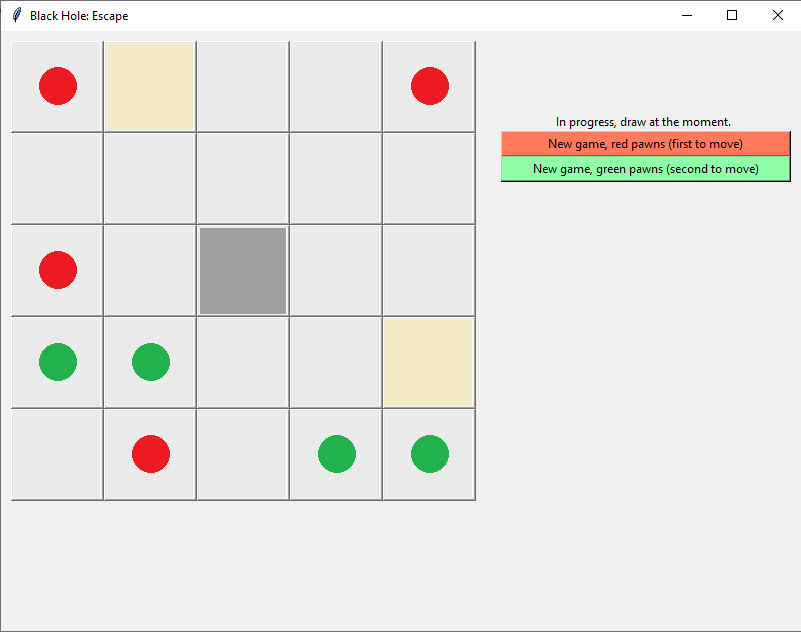 Black Hole: Escape
In progress, draw at the moment.
New game, red pawns (first to move)
New game, green pawns (second to move)